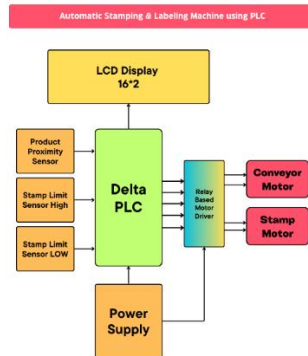 Automatic Stamping & Labeling Machine using PLC
LCD Display
16*2
Product
Proximity
Sensor
Stamp Limit
Sensor High
Stamp Limit
Sensor LOW
Delta
PLC
Relay
Based
Motor
Driver
Conveyor
Motor
Stamp
Motor
Power
Supply